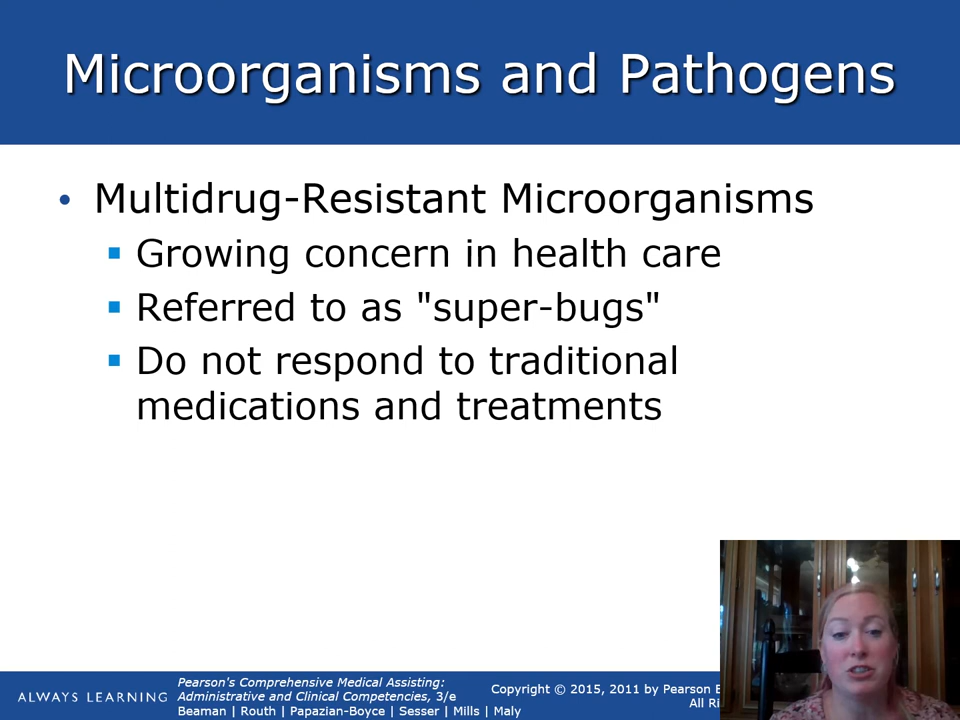 Microorganisms and Pathogens
• Multidrug-Resistant Microorganisms
▪ Growing concern in health care
▪ Referred to as "super-bugs"
▪ Do not respond to traditional
medications and treatments
ALWAYS LEARNING
Pearson's Comprehensive Medical Assisting:
Administrative and Clinical Competencies, 3/e
Beaman | Routh | Papazian-Boyce | Sesser | Mills | Maly
Copyright © 2015, 2011 by Pearson
All